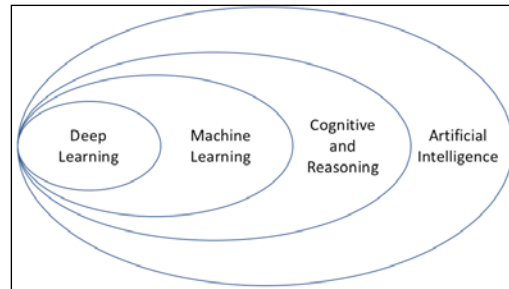 Deep
Learning
Machine
Learning
Cognitive
and
Reasoning
Artificial
Intelligence